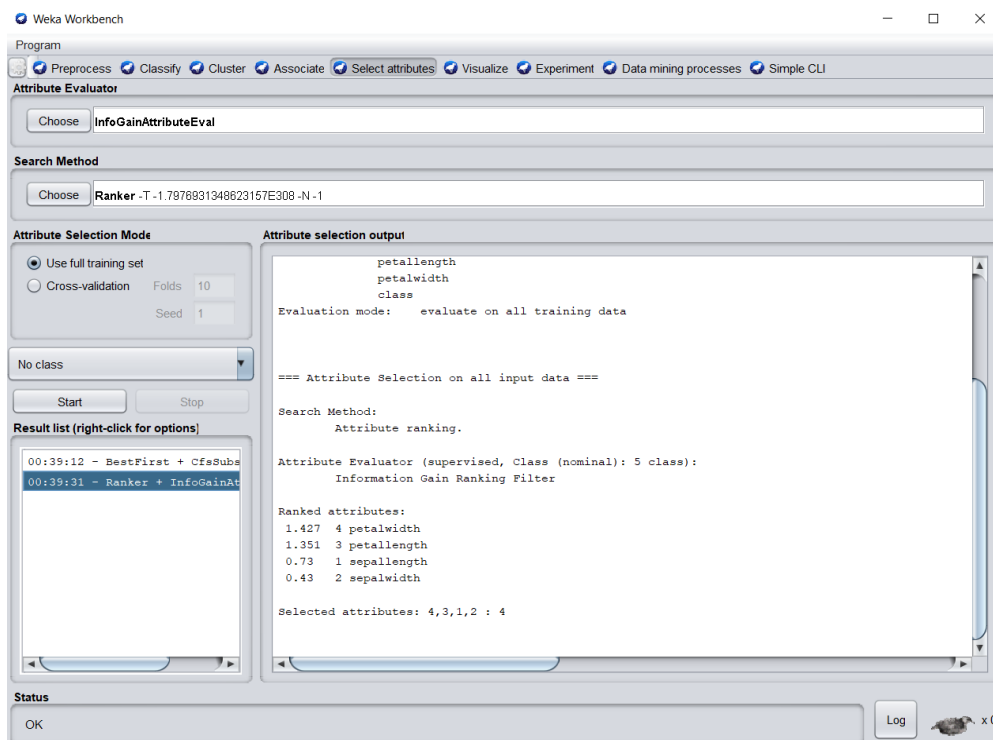 Weka Workbench
Program
Preprocess Classify Cluster Associate Select attributes Visualize Experiment Data mining processes Simple CLI
Attribute Evaluator
Choose InfoGainAttributeEval
Search Method
Choose Ranker -T -1.7976931348623157E308 -N -1
Attribute Selection Mode
Use full training set
Cross-validation Folds 10
Seed 1
No class
Start Stop
Result list (right-click for options)
00:39:12 - BestFirst + CfsSubs
00:39:31 - Ranker + InfoGainAt
Attribute selection output
petallength
petalwidth
class
Evaluation mode: evaluate on all training data
=== Attribute Selection on all input data ===
Search Method:
Attribute ranking.
Attribute Evaluator (supervised, Class (nominal): 5 class):
Information Gain Ranking Filter
Ranked attributes:
1.427 4 petalwidth
1.351 3 petallength
0.73 1 sepallength
0.43 2 sepalwidth
Selected attributes: 4,3,1,2 : 4
Status
OK
Log
x 0